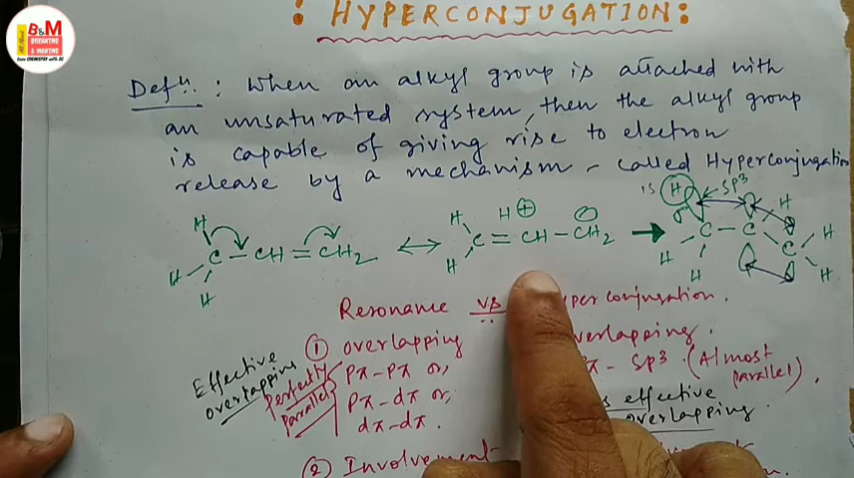 B&M
BREAKING
& MAKING
: HYPERCONJUGATION :
Defn. : When an alkyl group is attached with
an unsaturated system, then the alkyl group
is capable of giving rise to electron
release by a mechanism - called Hyperconjugation
1s H sp3
H H ⊕ H
H C - CH = CH2 ↔ C = CH - CH2 → C - C - C H
H H H H H
Resonance vs Hyperconjugation.
① overlapping overlapping.
Effective overlapping
Perfectly Parallel
Pπ-Pπ or, - sp3. (Almost parallel),
Pπ-dπ or, effective
dπ-dπ. overlapping.
② Involvement